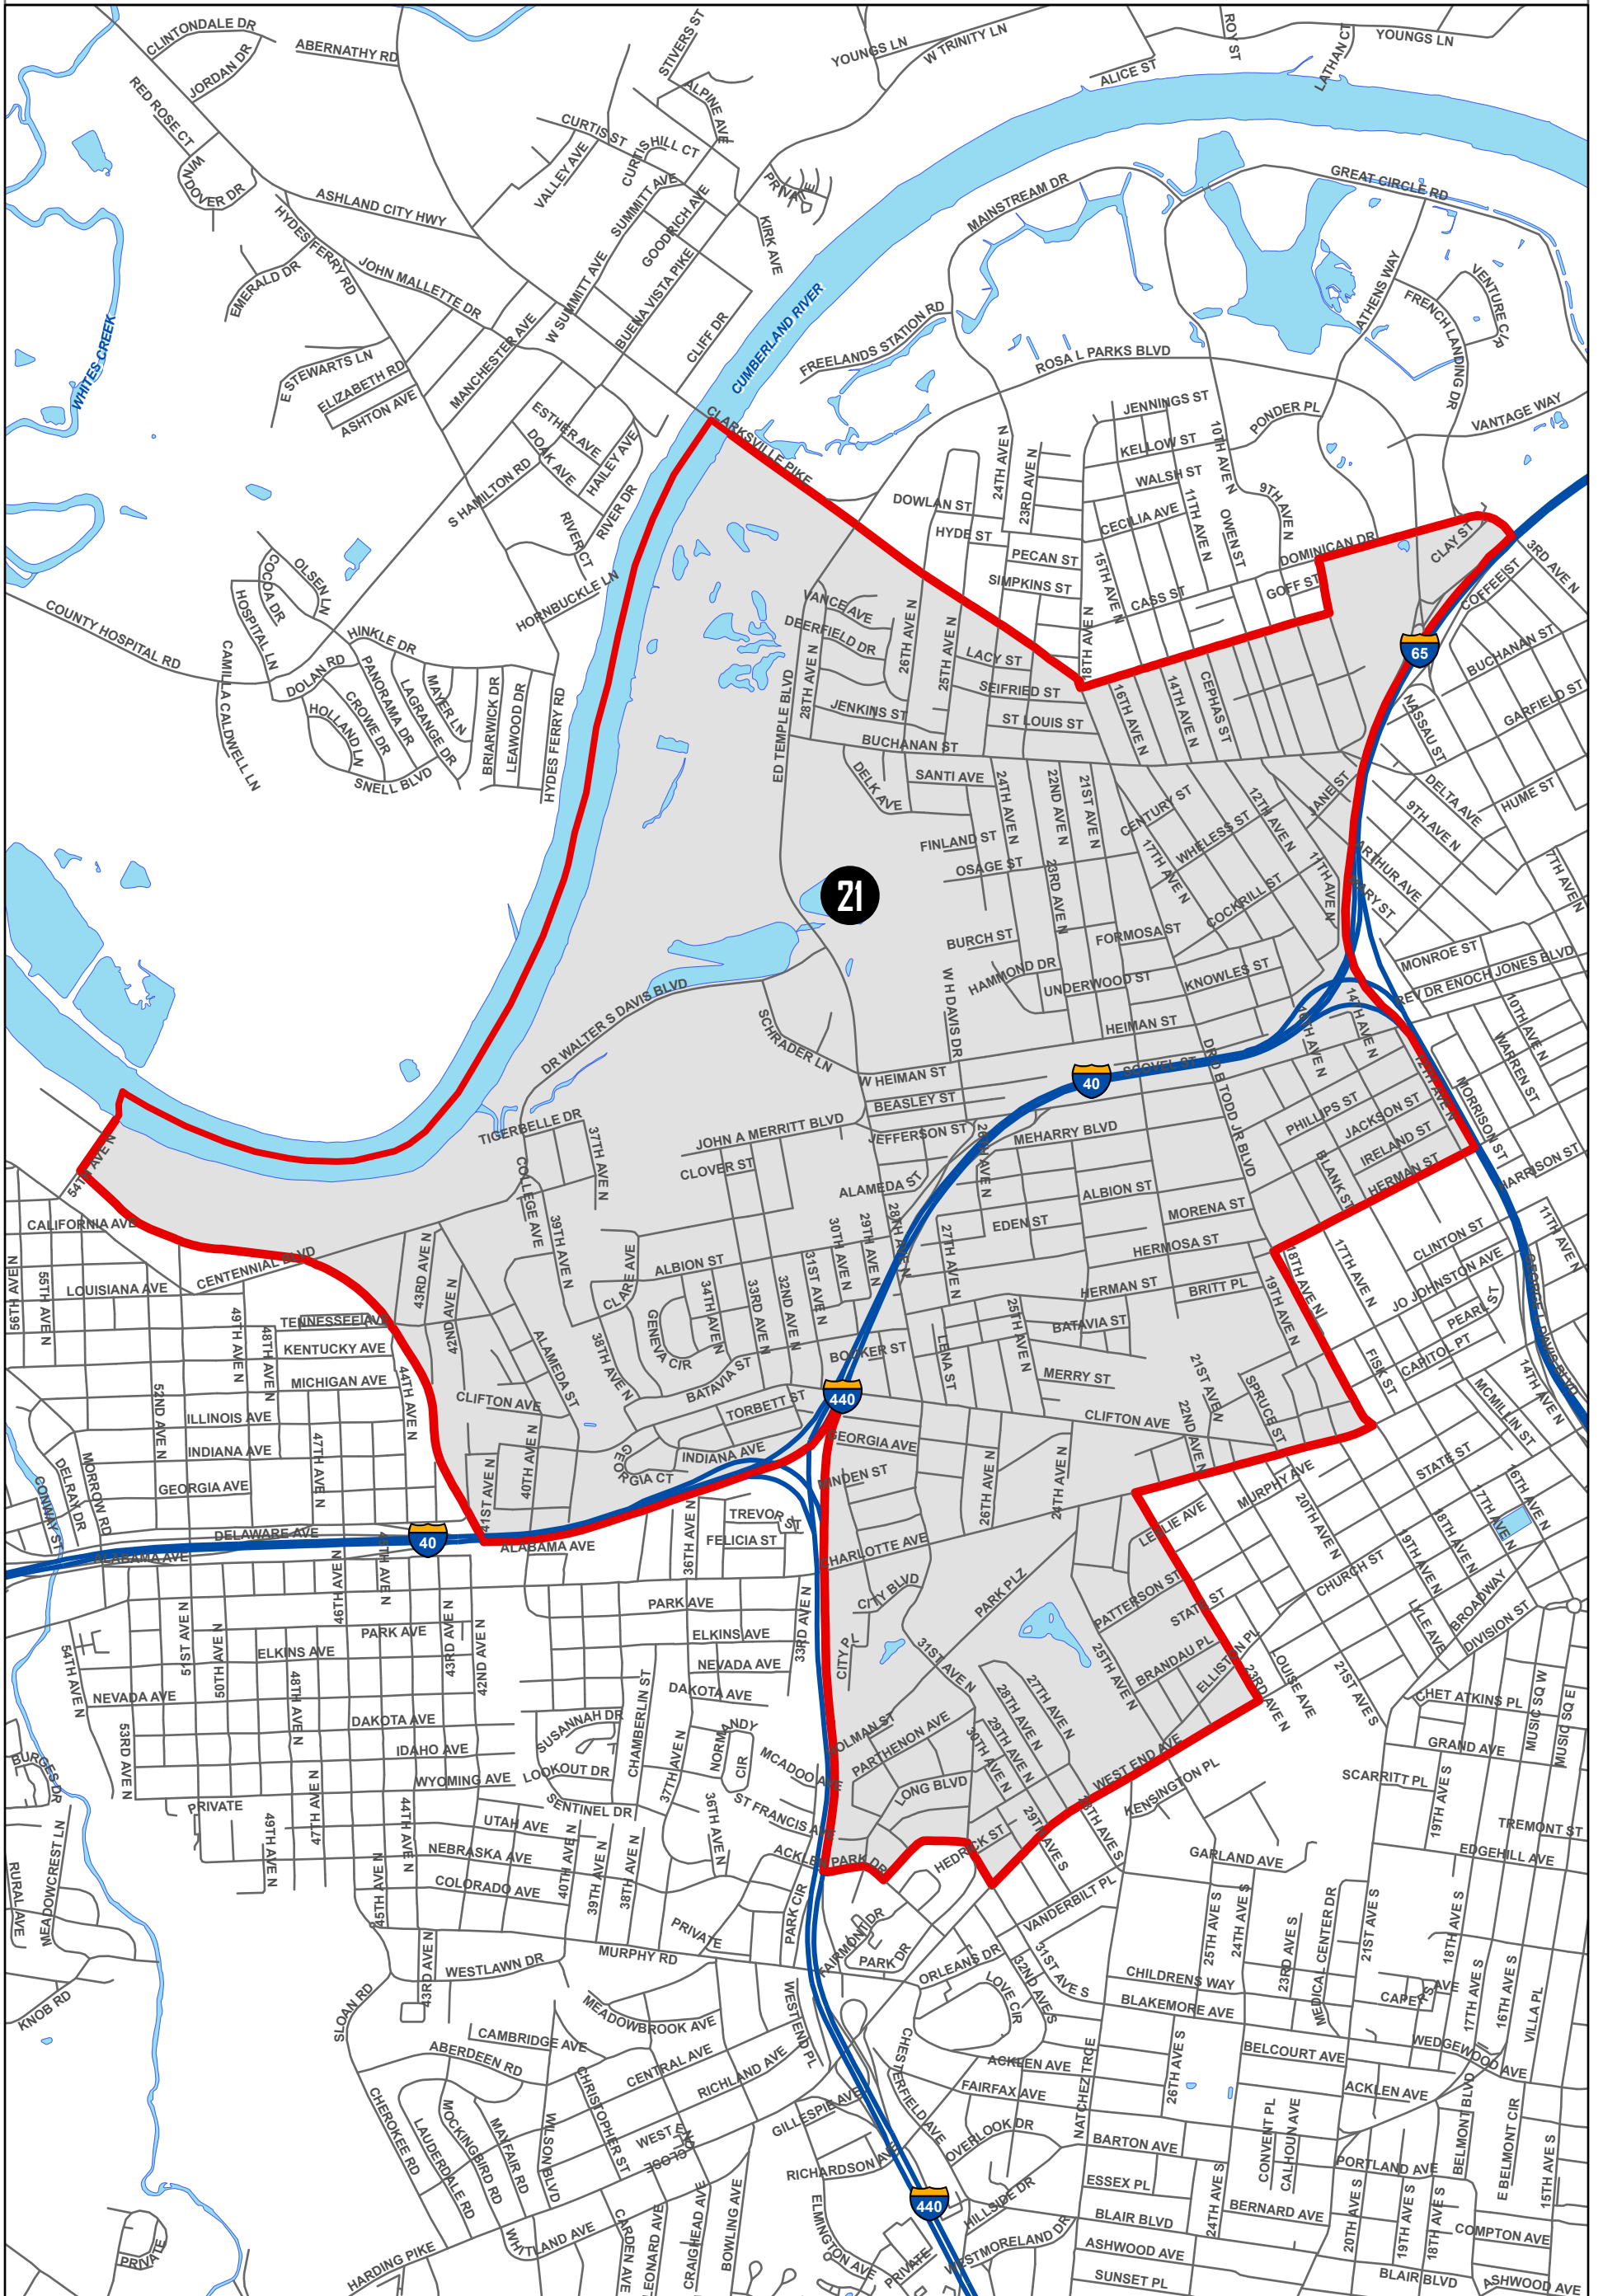 CLINTONDALE DR
JORDAN DR
ABERNATHY RD
RED ROSE CT
WIN
DOVER DR
STIVERS ST
ALPINE AVE
YOUNGS LN
W TRINITY LN
ALICE ST
ROY ST
LATHAN CT
YOUNGS LN
CURTIS ST
CURTIS
HILL CT
VALLEY AVE
SUMMITT AVE
GOODRICH AVE
PRIVATE
KIRK AVE
ASHLAND CITY HWY
HYDES FERRY RD
EMERALD DR
JOHN MALLETTE DR
W SUMMITT AVE
BUENA VISTA PIKE
CLIFF DR
MANCHESTER AVE
CUMBERLAND RIVER
MAINSTREAM DR
GREAT CIRCLE RD
FREELANDS STATION RD
ROSA L PARKS BLVD
ATHENS WAY
VENTURE CIR
FRENCH LANDING DR
VANTAGE WAY
WHITES CREEK
E STEWARTS LN
ELIZABETH RD
ASHTON AVE
ESTHER AVE
DOAK AVE
HAILEY AVE
S HAMILTON RD
RIVER DR
RIVER CT
HORNBUCKLE LN
CLARKSVILLE PIKE
JENNINGS ST
KELLOW ST
WALSH ST
CECILIA AVE
10TH AVE N
PONDER PL
24TH AVE N
23RD AVE N
11TH AVE N
OWEN ST
9TH AVE N
DOWLAN ST
HYDE ST
PECAN ST
SIMPKINS ST
15TH AVE N
CASS ST
DOMINICAN DR
GOFF ST
CLAY ST
3RD AVE N
COFFEE ST
BUCHANAN ST
GARFIELD ST
65
COUNTY HOSPITAL RD
COCOA DR
OLSEN LN
HOSPITAL LN
HINKLE DR
DOLAN RD
PANORAMA DR
CROWE DR
LAGRANGE DR
MAYER LN
HOLLAND LN
SNELL BLVD
CAMILLA CALDWELL LN
BRIARWICK DR
LEAWOOD DR
HYDES FERRY RD
VANCE AVE
DEERFIELD DR
26TH AVE N
25TH AVE N
LACY ST
SEIFRIED ST
ST LOUIS ST
18TH AVE N
16TH AVE N
14TH AVE N
CEPHAS ST
NASSAU ST
ED TEMPLE BLVD
28TH AVE N
JENKINS ST
BUCHANAN ST
DELK AVE
SANTI AVE
24TH AVE N
22ND AVE N
21ST AVE N
CENTURY ST
17TH AVE N
WHELESS ST
12TH AVE N
JANE ST
DELTA AVE
9TH AVE N
HUME ST
7TH AVE N
FINLAND ST
OSAGE ST
23RD AVE N
COCKRILL ST
11TH AVE N
ARTHUR AVE
21
BURCH ST
FORMOSA ST
HAMMOND DR
UNDERWOOD ST
KNOWLES ST
MONROE ST
REV DR ENOCH JONES BLVD
DR WALTER S DAVIS BLVD
SCHRADER LN
W H DAVIS DR
HEIMAN ST
14TH AVE N
10TH AVE N
WARREN ST
W HEIMAN ST
40
SCOVEL ST
BEASLEY ST
JEFFERSON ST
MEHARRY BLVD
DR D B TODD JR BLVD
PHILLIPS ST
JACKSON ST
IRELAND ST
HERMAN ST
12TH AVE N
MORRISON ST
HARRISON ST
BLANK ST
TIGERBELLE DR
JOHN A MERRITT BLVD
CLOVER ST
37TH AVE N
COLLEGE AVE
39TH AVE N
ALAMEDA ST
ALBION ST
EDEN ST
MORENA ST
HERMOSA ST
HERMAN ST
BRITT PL
BATAVIA ST
MERRY ST
54TH AVE N
CALIFORNIA AVE
LOUISIANA AVE
CENTENNIAL BLVD
59TH AVE N
55TH AVE N
49TH AVE N
48TH AVE N
TENNESSEE AVE
KENTUCKY AVE
MICHIGAN AVE
ILLINOIS AVE
INDIANA AVE
GEORGIA AVE
52ND AVE N
47TH AVE N
44TH AVE N
43RD AVE N
42ND AVE N
DELAWARE AVE
ALABAMA AVE
40
CONWAY ST
DELRAY DR
MORROW RD
CLARE AVE
ALBION ST
GENEVA CIR
34TH AVE N
33RD AVE N
32ND AVE N
31ST AVE N
30TH AVE N
29TH AVE N
28TH AVE N
27TH AVE N
25TH AVE N
LENA ST
BOOKER ST
440
ALAMEDA ST
38TH AVE N
BATAVIA ST
TORBETT ST
INDIANA AVE
GEORGIA CT
CLIFTON AVE
41ST AVE N
40TH AVE N
ALABAMA AVE
GEORGIA AVE
MINDEN ST
CLIFTON AVE
26TH AVE N
24TH AVE N
21ST AVE N
22ND AVE N
SPRUCE ST
19TH AVE N
18TH AVE N
17TH AVE N
CLINTON ST
JO JOHNSTON AVE
PEARL ST
CAPITOL PT
FISK ST
MCMILLIN ST
14TH AVE N
11TH AVE N
STATE ST
16TH AVE N
17TH AVE N
18TH AVE N
19TH AVE N
20TH AVE N
MURPHY AVE
LESLIE AVE
CHURCH ST
BROADWAY
LYLE AVE
DIVISION ST
TREVOR ST
FELICIA ST
36TH AVE N
CHARLOTTE AVE
CITY BLVD
CITY PL
PARK PLZ
31ST AVE N
PATTERSON ST
STATE ST
BRANDAU PL
ELLISTON PL
25TH AVE N
23RD AVE N
LOUISE AVE
21ST AVE S
CHET ATKINS PL
MUSIC SQ W
MUSIC SQ E
GRAND AVE
SCARRITT PL
19TH AVE S
TREMONT ST
EDGEHILL AVE
PARK AVE
ELKINS AVE
NEVADA AVE
DAKOTA AVE
33RD AVE N
46TH AVE N
PARK AVE
ELKINS AVE
51ST AVE N
50TH AVE N
48TH AVE N
43RD AVE N
42ND AVE N
54TH AVE N
NEVADA AVE
53RD AVE N
DAKOTA AVE
IDAHO AVE
WYOMING AVE
SUSANNAH DR
LOOKOUT DR
CHAMBERLIN ST
37TH AVE N
NORMANDY
CIR
MCADOO AVE
ST FRANCIS AVE
36TH AVE N
SENTINEL DR
UTAH AVE
NEBRASKA AVE
COLORADO AVE
BURGES DR
PRIVATE
49TH AVE N
47TH AVE N
44TH AVE N
45TH AVE N
40TH AVE N
39TH AVE N
38TH AVE N
RURAL AVE
MEADOWCREST LN
KNOB RD
PARTHENON AVE
LONG BLVD
30TH AVE N
29TH AVE N
28TH AVE N
27TH AVE N
WEST END AVE
KENSINGTON PL
HEDRICK ST
29TH AVE S
28TH AVE S
VANDERBILT PL
GARLAND AVE
ACKLEN PARK DR
PARK CIR
FAIRMONT DR
PARK DR
ORLEANS DR
LOVE CIR
32ND AVE S
31ST AVE S
25TH AVE S
24TH AVE S
23RD AVE S
MEDICAL CENTER DR
21ST AVE S
18TH AVE S
17TH AVE S
16TH AVE S
VILLA PL
CHILDRENS WAY
BLAKEMORE AVE
CAPERS AVE
WEDGEWOOD AVE
PRIVATE
MURPHY RD
WESTLAWN DR
43RD AVE N
SLOAN RD
MEADOWBROOK AVE
CAMBRIDGE AVE
ABERDEEN RD
CENTRAL AVE
RICHLAND AVE
WEST END PL
CHEROKEE RD
LAUDERDALE RD
MOCKINGBIRD RD
MAYFAIR RD
WILSON BLVD
CHRISTOPHER ST
WEST END
CLOSE
GILLESPIE AVE
RICHARDSON AVE
CHESTERFIELD AVE
OVERLOOK DR
ACKLEN AVE
FAIRFAX AVE
NATCHEZ TRCE
26TH AVE S
BELCOURT AVE
ACKLEN AVE
BARTON AVE
ESSEX PL
BLAIR BLVD
ASHWOOD AVE
SUNSET PL
24TH AVE S
CONVENT PL
CALHOUN AVE
PORTLAND AVE
BELMONT BLVD
E BELMONT CIR
15TH AVE S
BERNARD AVE
20TH AVE S
19TH AVE S
18TH AVE S
COMPTON AVE
BLAIR BLVD
ASHWOOD AVE
440
HILLSIDE DR
WESTMORELAND DR
PRIVATE
ELMINGTON AVE
BOWLING AVE
CRAIGHEAD AVE
LEONARD AVE
CARDEN AVE
WHITLAND AVE
HARDING PIKE
PRIVATE